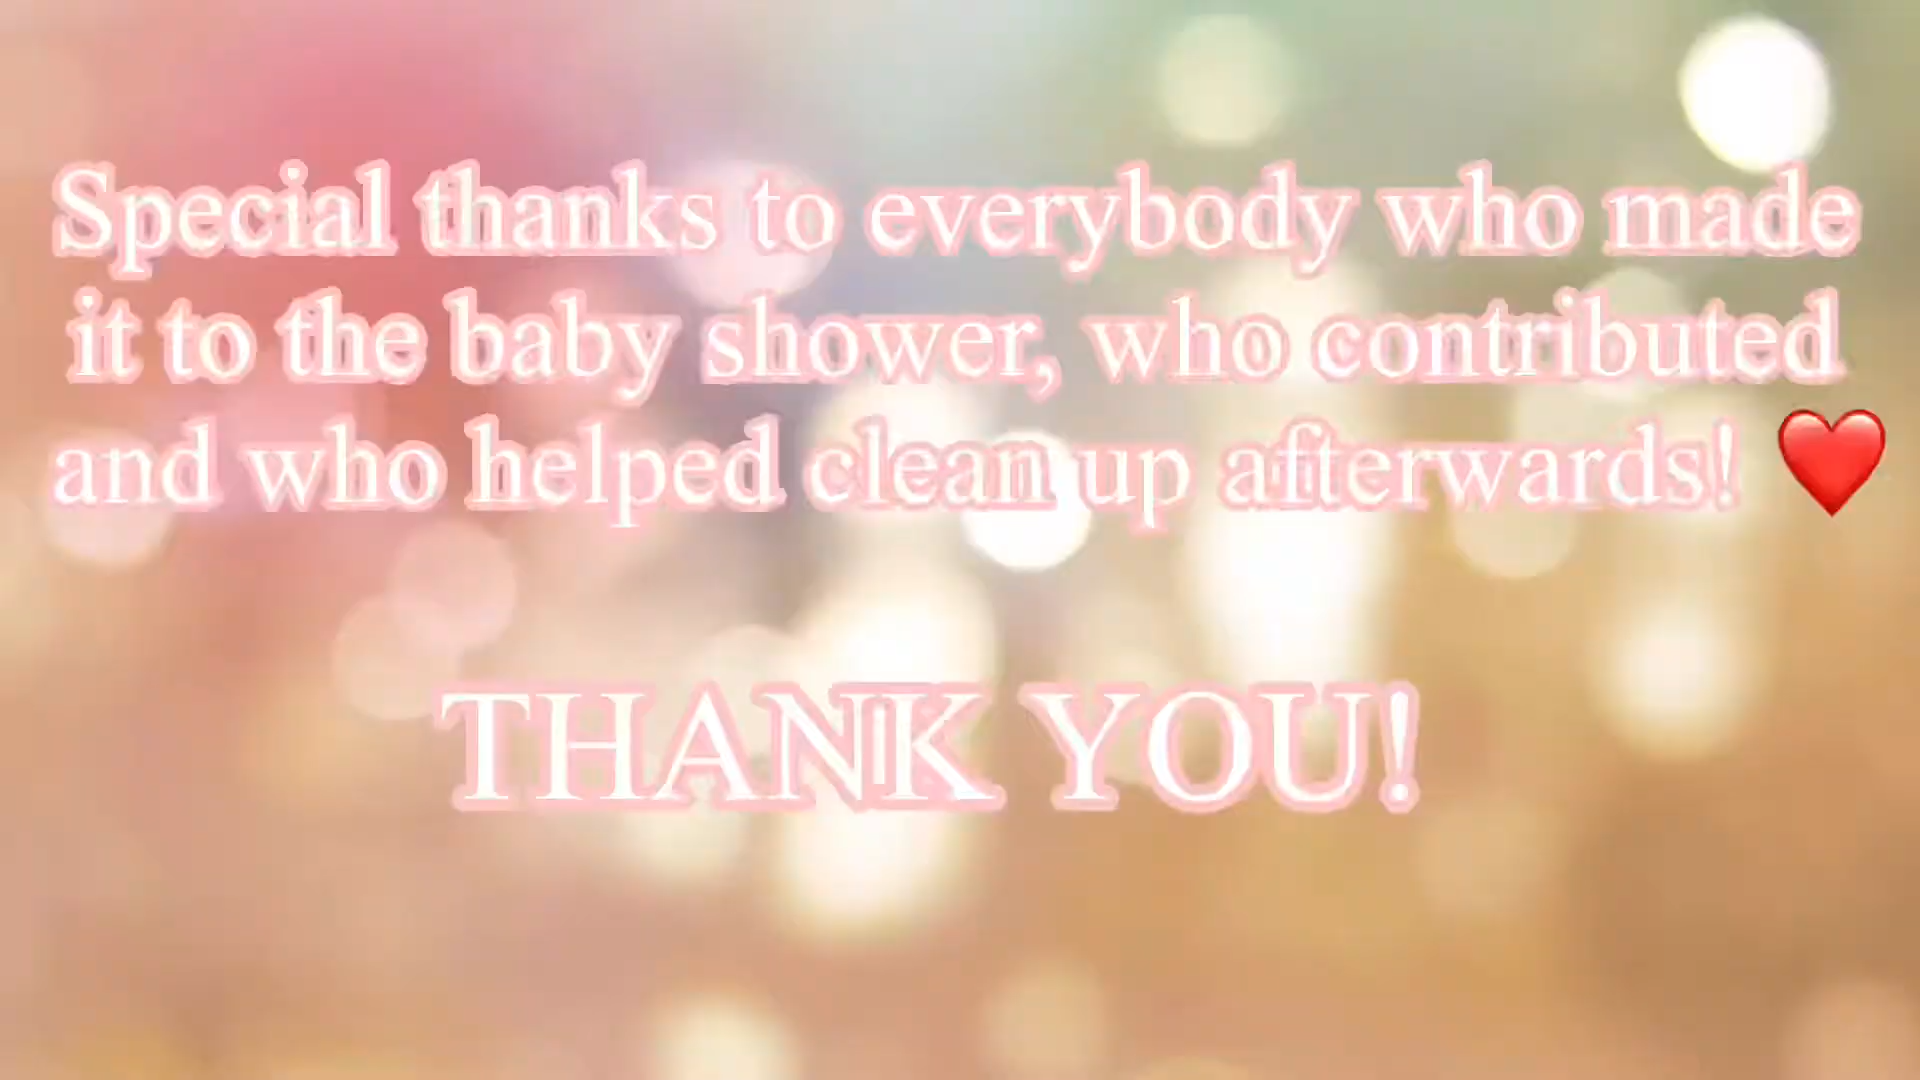 Special thanks to everybody who made
it to the baby shower, who contributed
and who helped clean up afterwards! ❤️
THANK YOU!